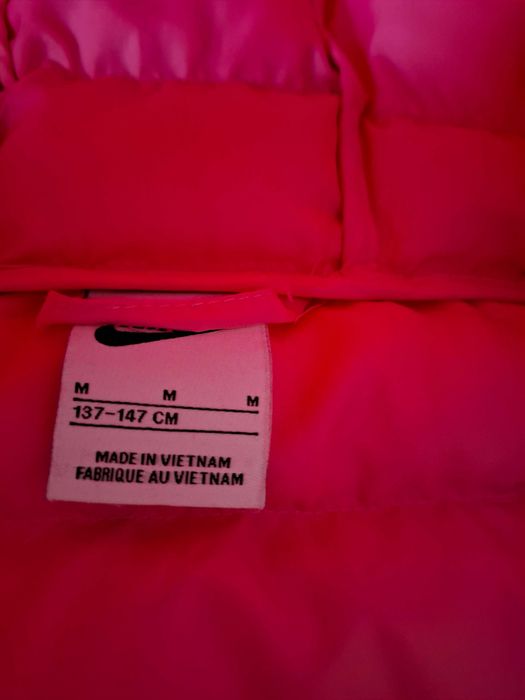 M M M
137-147 CM
MADE IN VIETNAM
FABRIQUE AU VIETNAM